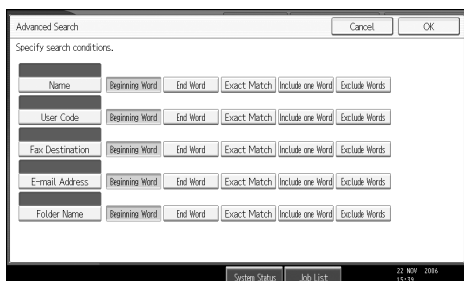 Advanced Search Cancel OK
Specify search conditions.
Name Beginning Word End Word Exact Match Include one Word Exclude Words
User Code Beginning Word End Word Exact Match Include one Word Exclude Words
Fax Destination Beginning Word End Word Exact Match Include one Word Exclude Words
E-mail Address Beginning Word End Word Exact Match Include one Word Exclude Words
Folder Name Beginning Word End Word Exact Match Include one Word Exclude Words
System Status Job List 22 NOV 2006
15:39